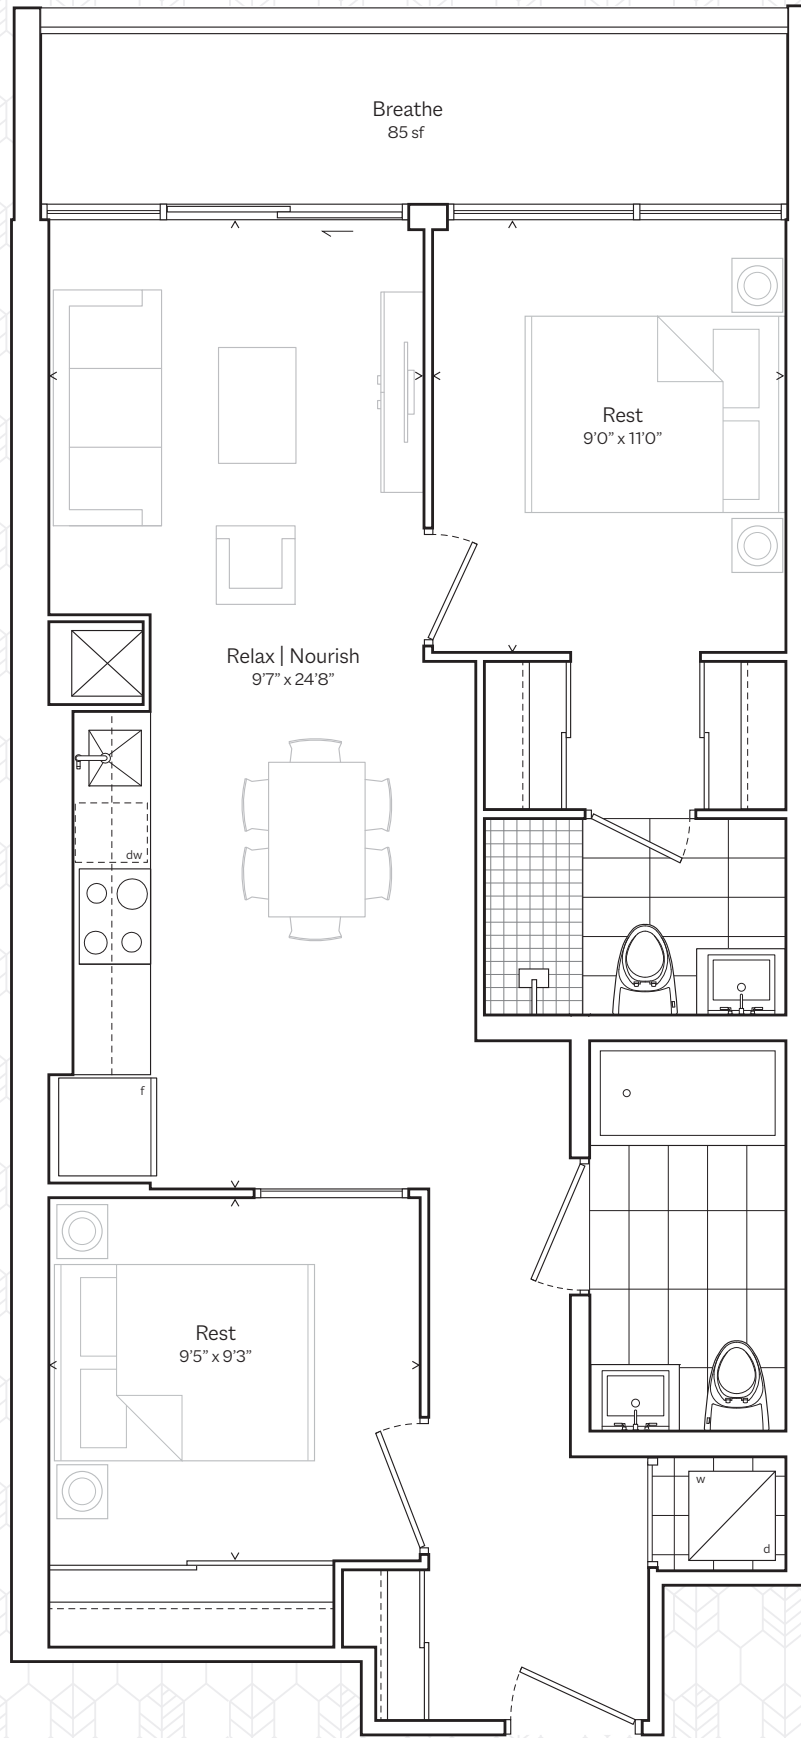 Breathe
85 sf
Rest
9’0” x 11’0”
Relax | Nourish
9’7” x 24’8”
dw
f
Rest
9’5” x 9’3”
w
d